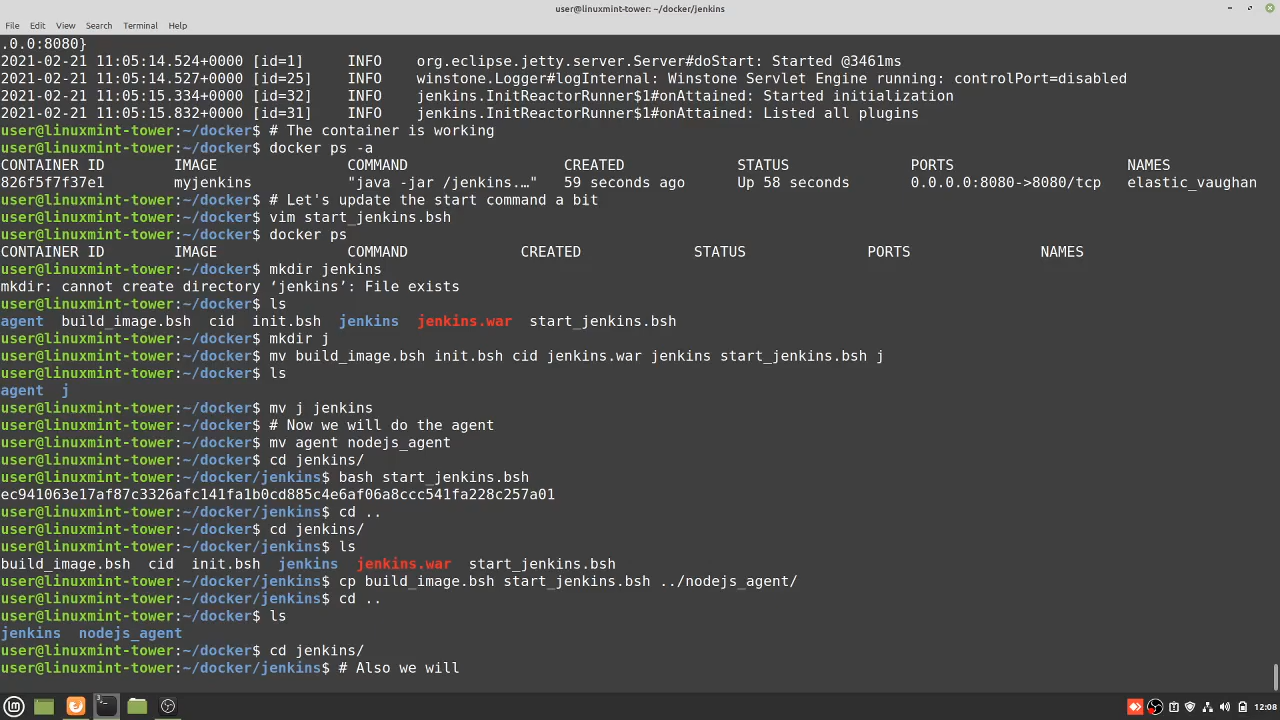 user@linuxmint-tower: ~/docker/jenkins
File Edit View Search Terminal Help
.0.0:8080}
2021-02-21 11:05:14.524+0000 [id=1] INFO org.eclipse.jetty.server.Server#doStart: Started @3461ms
2021-02-21 11:05:14.527+0000 [id=25] INFO winstone.Logger#logInternal: Winstone Servlet Engine running: controlPort=disabled
2021-02-21 11:05:15.334+0000 [id=32] INFO jenkins.InitReactorRunner$1#onAttained: Started initialization
2021-02-21 11:05:15.832+0000 [id=31] INFO jenkins.InitReactorRunner$1#onAttained: Listed all plugins
user@linuxmint-tower:~/docker$ # The container is working
user@linuxmint-tower:~/docker$ docker ps -a
CONTAINER ID IMAGE COMMAND CREATED STATUS PORTS NAMES
826f5f7f37e1 myjenkins "java -jar /jenkins.…" 59 seconds ago Up 58 seconds 0.0.0.0:8080->8080/tcp elastic_vaughan
user@linuxmint-tower:~/docker$ # Let's update the start command a bit
user@linuxmint-tower:~/docker$ vim start_jenkins.bsh
user@linuxmint-tower:~/docker$ docker ps
CONTAINER ID IMAGE COMMAND CREATED STATUS PORTS NAMES
user@linuxmint-tower:~/docker$ mkdir jenkins
mkdir: cannot create directory ‘jenkins’: File exists
user@linuxmint-tower:~/docker$ ls
agent build_image.bsh cid init.bsh jenkins jenkins.war start_jenkins.bsh
user@linuxmint-tower:~/docker$ mkdir j
user@linuxmint-tower:~/docker$ mv build_image.bsh init.bsh cid jenkins.war jenkins start_jenkins.bsh j
user@linuxmint-tower:~/docker$ ls
agent j
user@linuxmint-tower:~/docker$ mv j jenkins
user@linuxmint-tower:~/docker$ # Now we will do the agent
user@linuxmint-tower:~/docker$ mv agent nodejs_agent
user@linuxmint-tower:~/docker$ cd jenkins/
user@linuxmint-tower:~/docker/jenkins$ bash start_jenkins.bsh
ec941063e17af87c3326afc141fa1b0cd885c4e6af06a8ccc541fa228c257a01
user@linuxmint-tower:~/docker/jenkins$ cd ..
user@linuxmint-tower:~/docker$ cd jenkins/
user@linuxmint-tower:~/docker/jenkins$ ls
build_image.bsh cid init.bsh jenkins jenkins.war start_jenkins.bsh
user@linuxmint-tower:~/docker/jenkins$ cp build_image.bsh start_jenkins.bsh ../nodejs_agent/
user@linuxmint-tower:~/docker/jenkins$ cd ..
user@linuxmint-tower:~/docker$ ls
jenkins nodejs_agent
user@linuxmint-tower:~/docker$ cd jenkins/
user@linuxmint-tower:~/docker/jenkins$ # Also we will
3
12:08